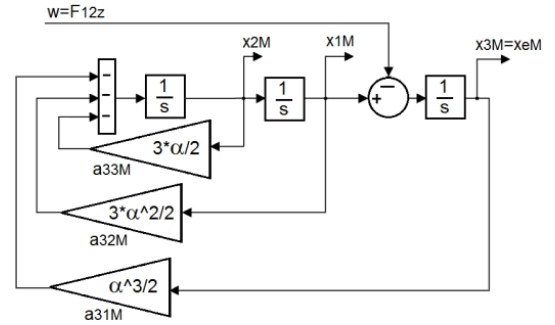 w=F12z
x2M
x1M
x3M=xeM
−
−
−
1
s
1
s
+
−
1
s
3*α/2
a33M
3*α^2/2
a32M
α^3/2
a31M